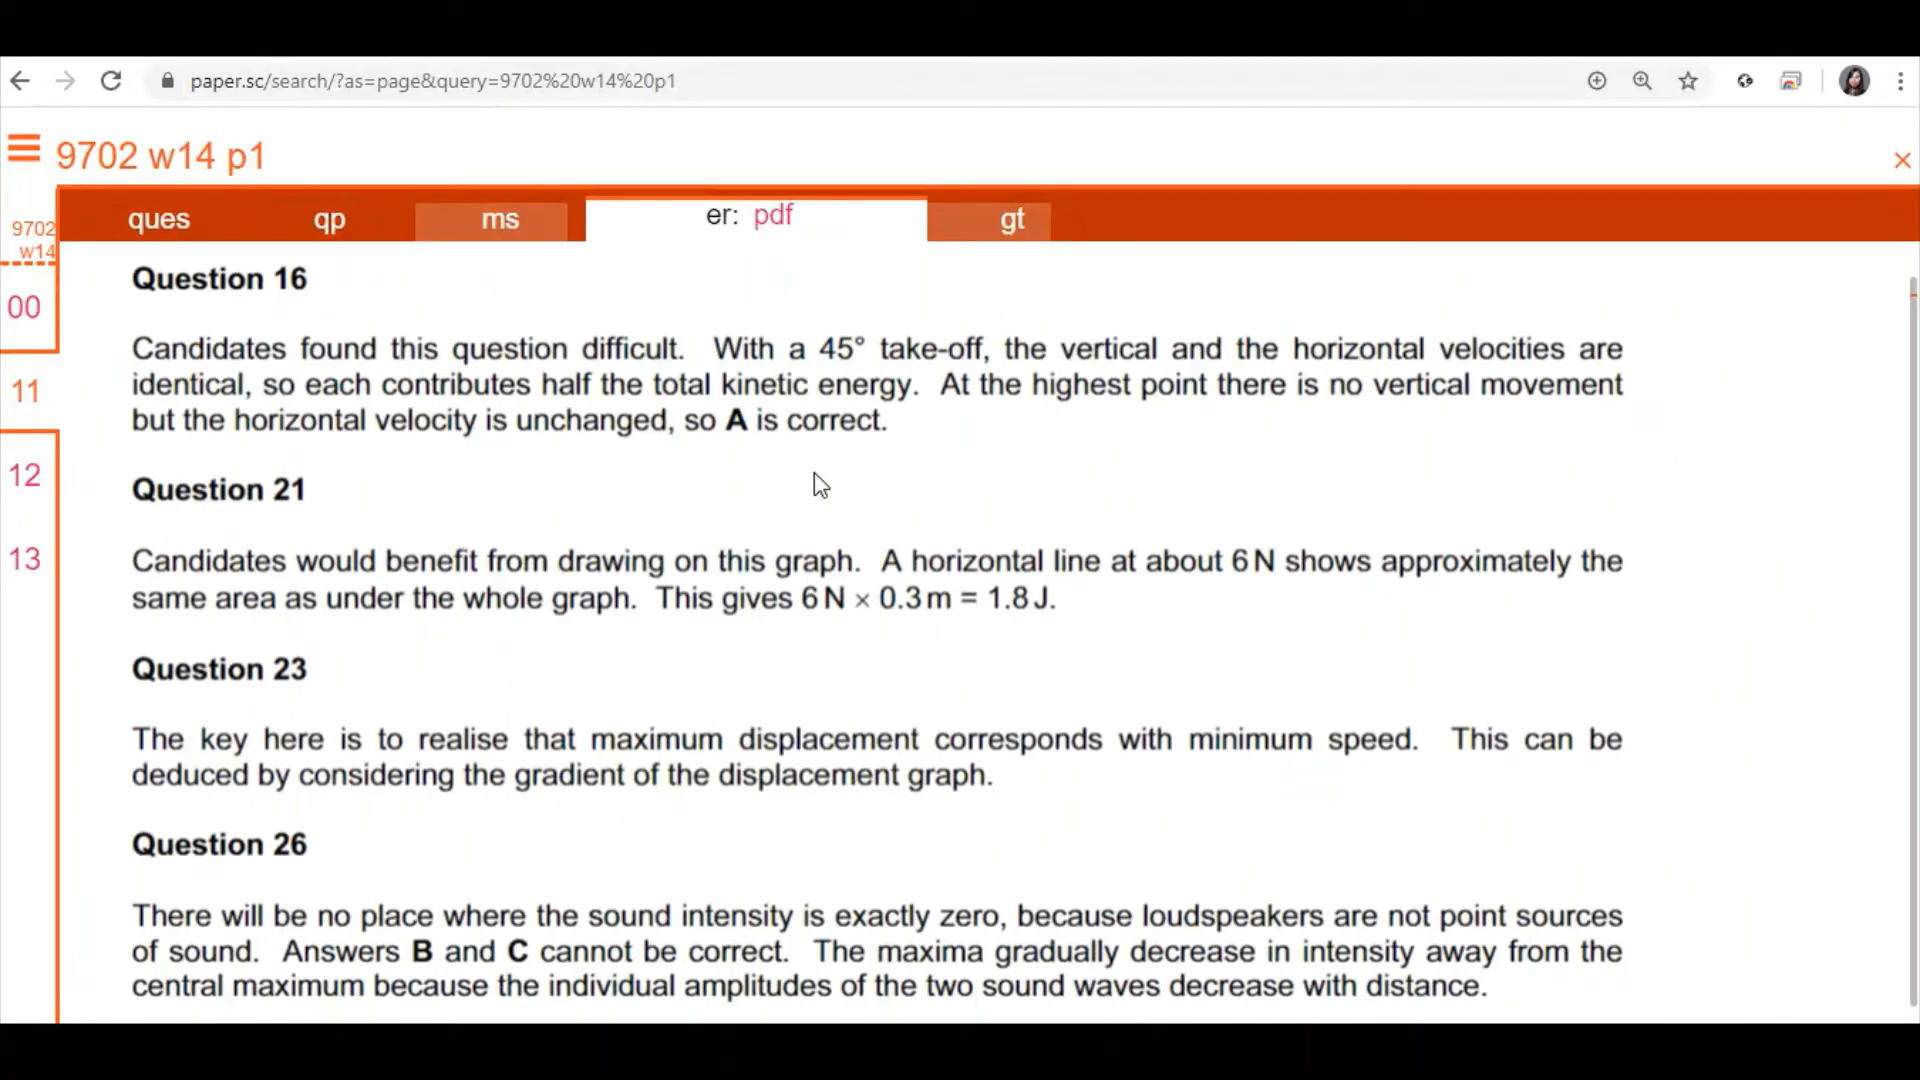 paper.sc/search/?as=page&query=9702%20w14%20p1
9702 w14 p1
ques qp ms er: pdf gt
9702
w14
00
11
12
13
Question 16
Candidates found this question difficult. With a 45° take-off, the vertical and the horizontal velocities are
identical, so each contributes half the total kinetic energy. At the highest point there is no vertical movement
but the horizontal velocity is unchanged, so A is correct.
Question 21
Candidates would benefit from drawing on this graph. A horizontal line at about 6 N shows approximately the
same area as under the whole graph. This gives 6 N × 0.3 m = 1.8 J.
Question 23
The key here is to realise that maximum displacement corresponds with minimum speed. This can be
deduced by considering the gradient of the displacement graph.
Question 26
There will be no place where the sound intensity is exactly zero, because loudspeakers are not point sources
of sound. Answers B and C cannot be correct. The maxima gradually decrease in intensity away from the
central maximum because the individual amplitudes of the two sound waves decrease with distance.